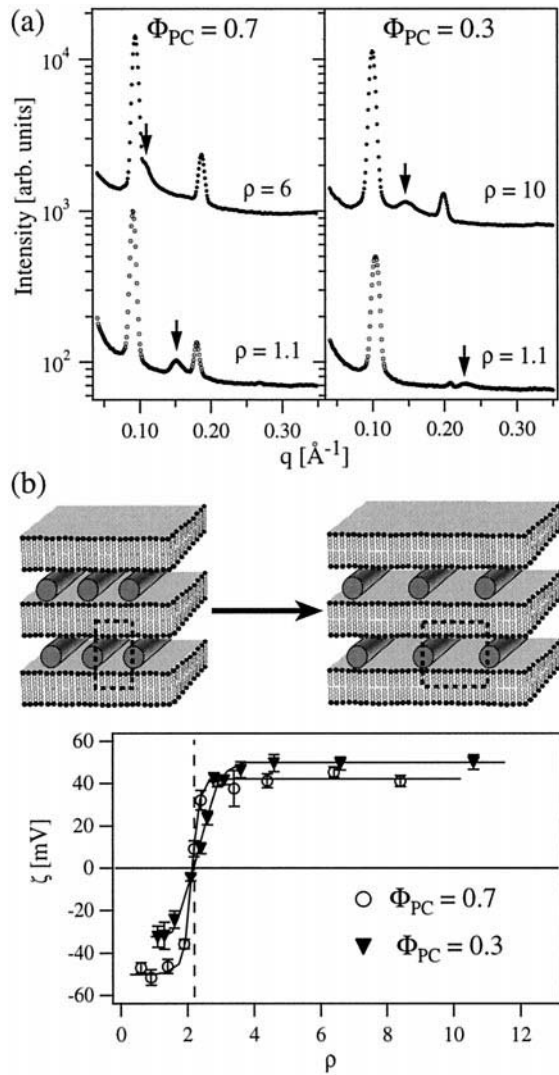 (a)
Φ_PC = 0.7
Φ_PC = 0.3
10^4
10^3
10^2
Intensity [arb. units]
ρ = 6
ρ = 10
ρ = 1.1
ρ = 1.1
0.10 0.20 0.30
0.10 0.20 0.30
q [Å^-1]
(b)
60
40
20
0
-20
-40
-60
ζ [mV]
Φ_PC = 0.7
Φ_PC = 0.3
0 2 4 6 8 10 12
ρ